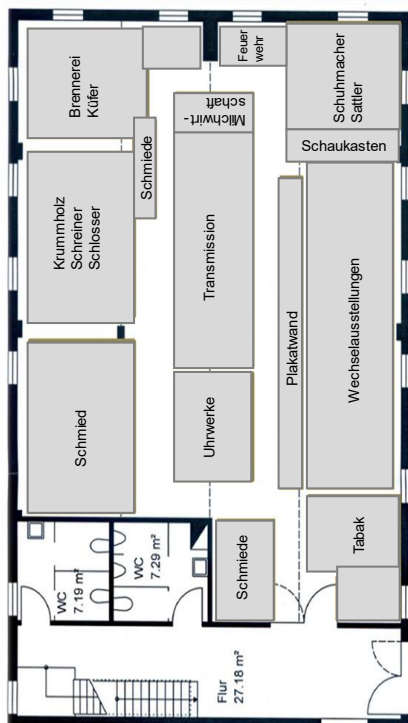 Feuer
wehr
Brennerei
Küfer
Schuhmacher
Sattler
Milchwirt-
schaft
Schaukasten
Schmiede
Krummholz
Schreiner
Schlosser
Transmission
Plakatwand
Wechselausstellungen
Schmied
Uhrwerke
Tabak
Schmiede
WC
7.19 m²
WC
7.29 m²
Flur
27.18 m²